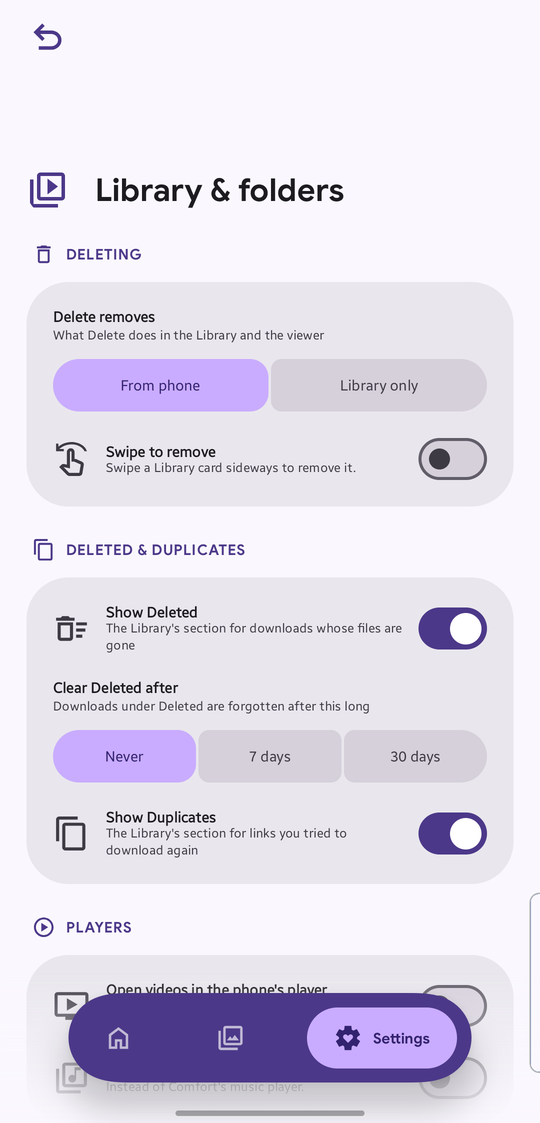 Library & folders
DELETING
Delete removes
What Delete does in the Library and the viewer
From phone
Library only
Swipe to remove
Swipe a Library card sideways to remove it.
DELETED & DUPLICATES
Show Deleted
The Library's section for downloads whose files are
gone
Clear Deleted after
Downloads under Deleted are forgotten after this long
Never
7 days
30 days
Show Duplicates
The Library's section for links you tried to
download again
PLAYERS
Open videos in the phone's player
Settings
Instead of Comfort's music player.